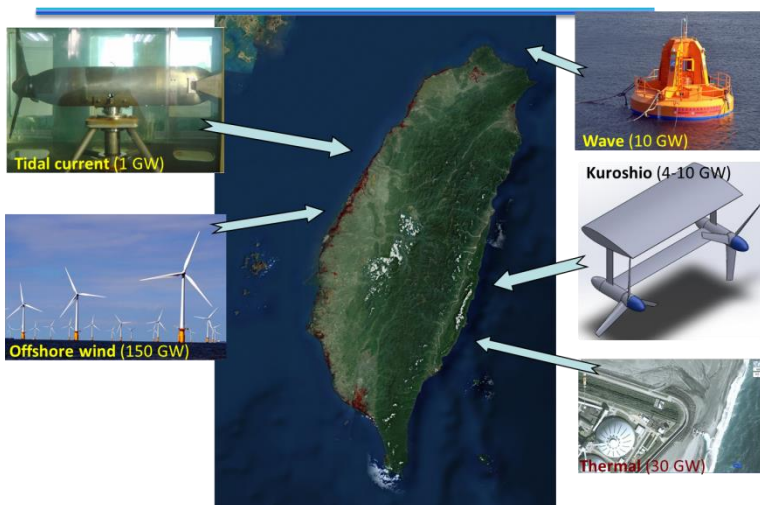 Tidal current (1 GW)
Offshore wind (150 GW)
Wave (10 GW)
Kuroshio (4-10 GW)
Thermal (30 GW)